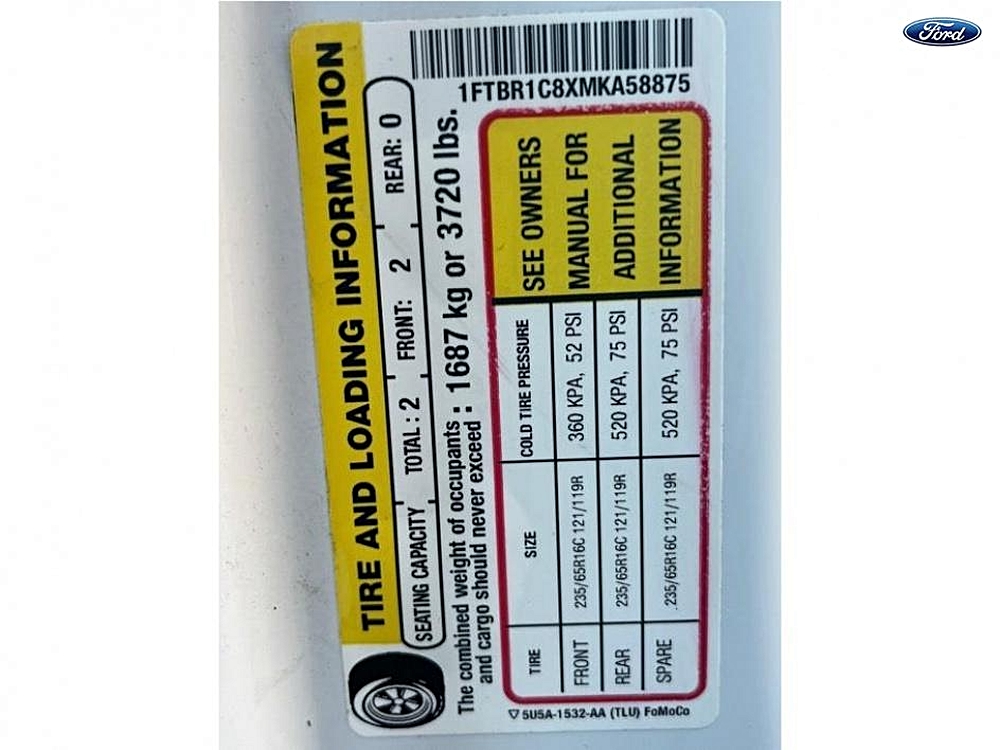 Ford
1FTBR1C8XMKA58875
TIRE AND LOADING INFORMATION
SEATING CAPACITY TOTAL : 2 FRONT: 2 REAR: 0
The combined weight of occupants
and cargo should never exceed : 1687 kg or 3720 lbs.
TIRE SIZE COLD TIRE PRESSURE
FRONT 235/65R16C 121/119R 360 KPA, 52 PSI
REAR 235/65R16C 121/119R 520 KPA, 75 PSI
SPARE 235/65R16C 121/119R 520 KPA, 75 PSI
SEE OWNERS
MANUAL FOR
ADDITIONAL
INFORMATION
5U5A-1532-AA (TLU) FoMoCo